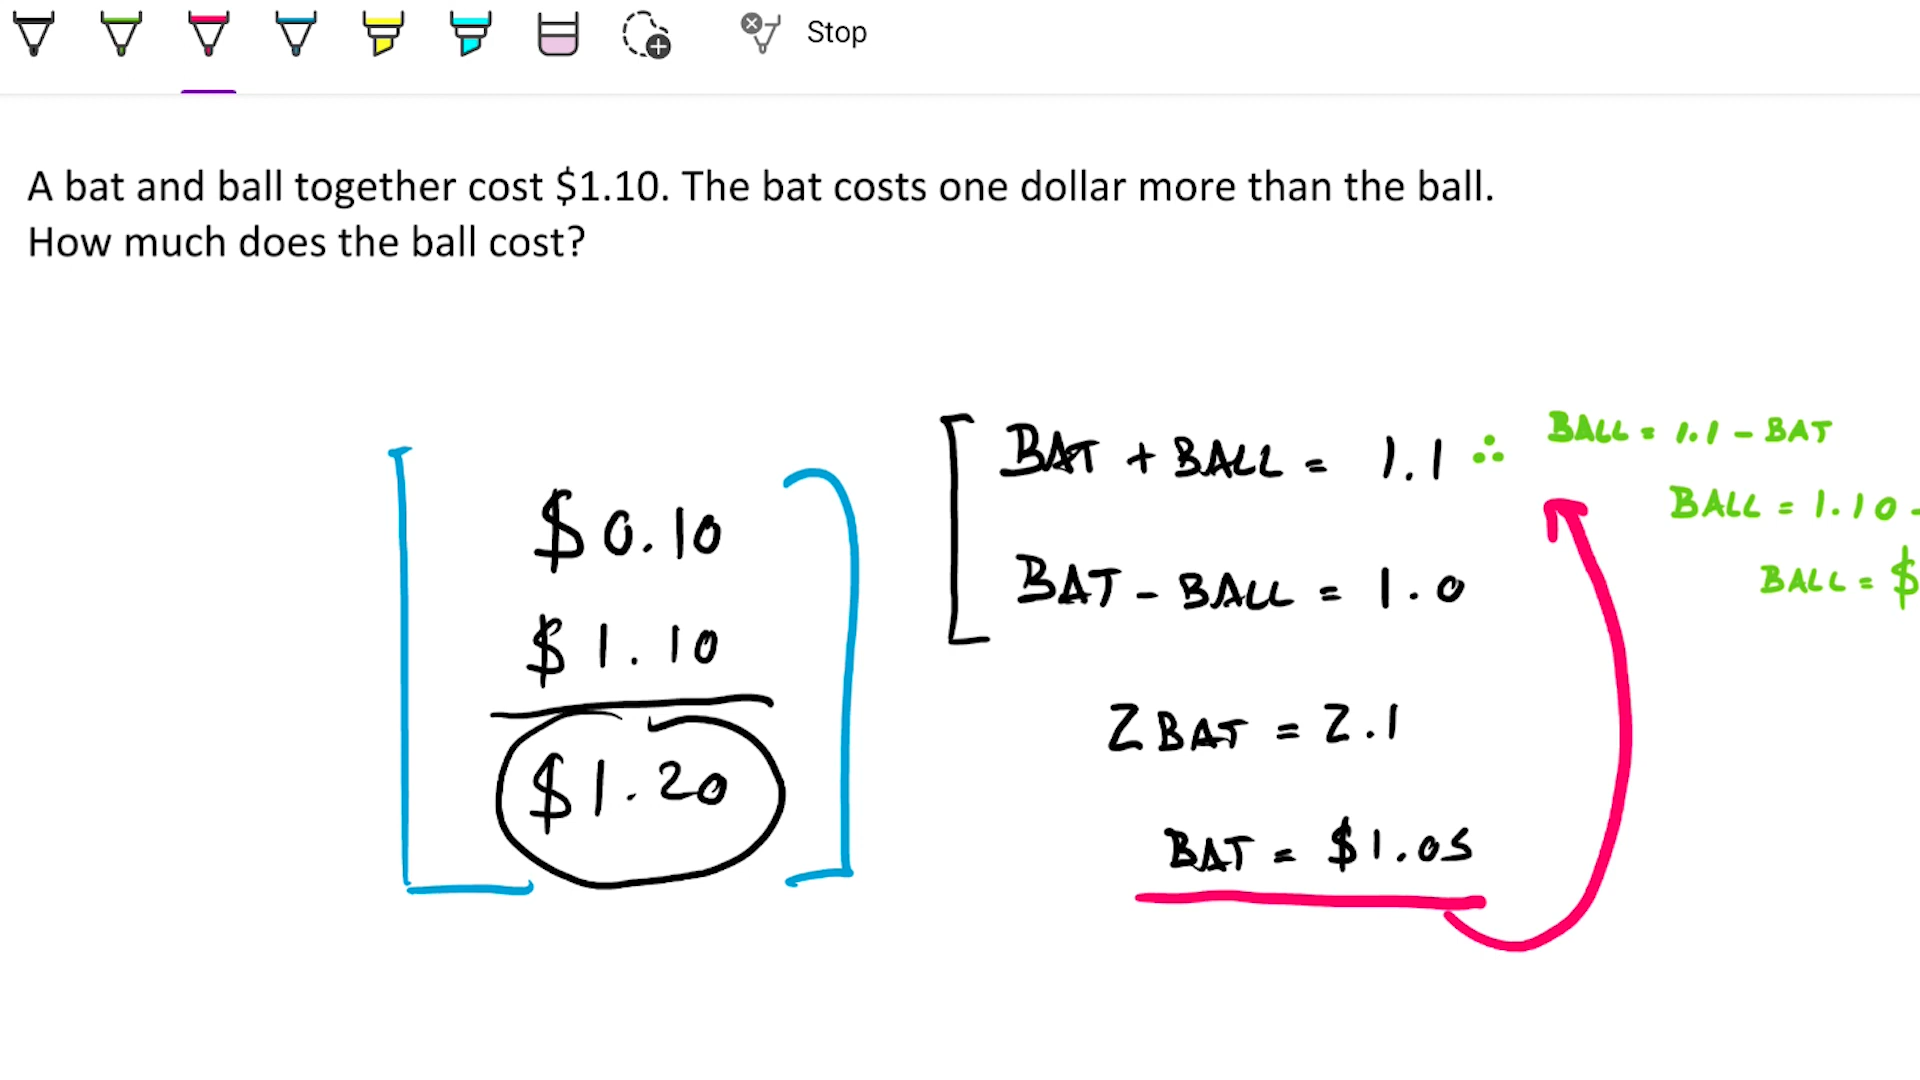 Stop
A bat and ball together cost $1.10. The bat costs one dollar more than the ball.
How much does the ball cost?
$0.10
$1.10
$1.20
BAT + BALL = 1.1 ∴
BAT - BALL = 1.0
2 BAT = 2.1
BAT = $1.05
BALL = 1.1 - BAT
BALL = 1.10 -
BALL = $